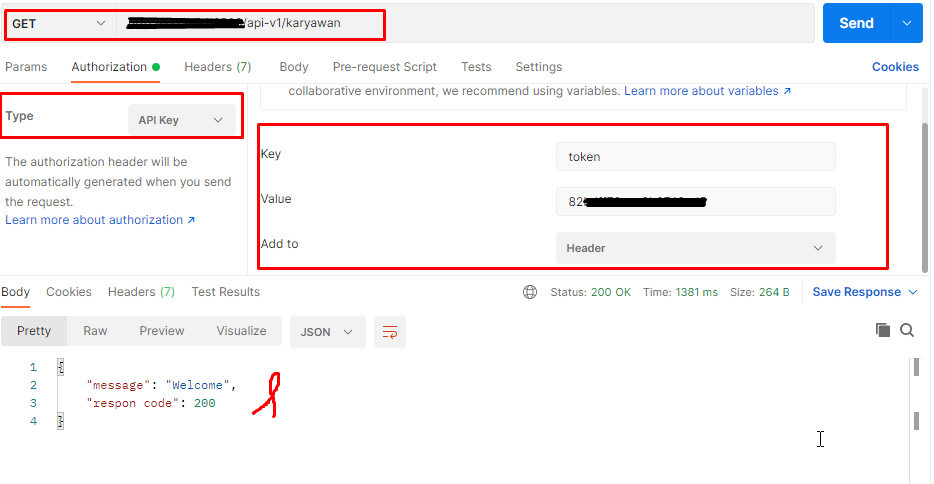 GET /api-v1/karyawan Send
Params Authorization Headers (7) Body Pre-request Script Tests Settings Cookies
collaborative environment, we recommend using variables. Learn more about variables ↗
Type API Key
The authorization header will be
automatically generated when you send
the request.
Learn more about authorization ↗
Key token
Value 82
Add to Header
Body Cookies Headers (7) Test Results Status: 200 OK Time: 1381 ms Size: 264 B Save Response
Pretty Raw Preview Visualize JSON
1 {
2 "message": "Welcome",
3 "respon code": 200
4 }